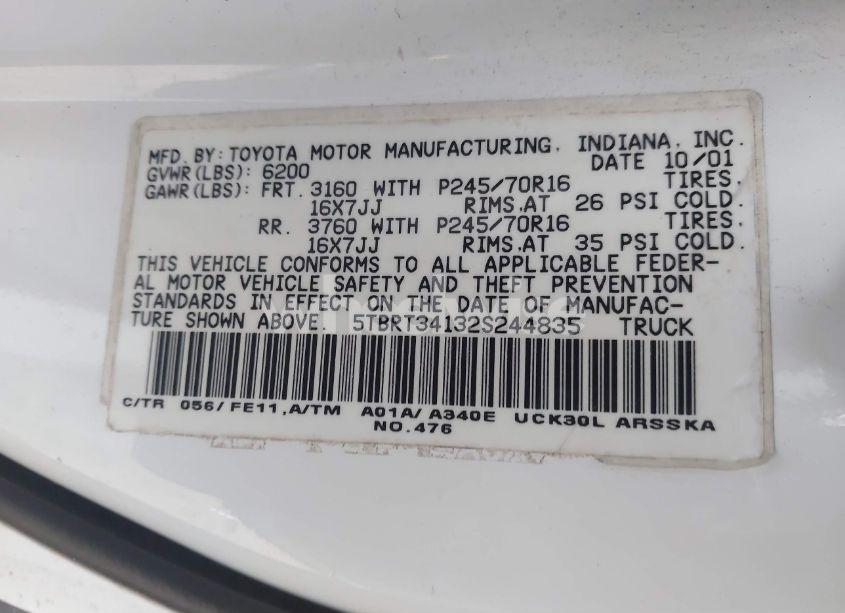 MFD. BY: TOYOTA MOTOR MANUFACTURING, INDIANA, INC.
GVWR(LBS): 6200 DATE 10/01
GAWR(LBS): FRT. 3160 WITH P245/70R16 TIRES,
16X7JJ RIMS,AT 26 PSI COLD.
RR. 3760 WITH P245/70R16 TIRES,
16X7JJ RIMS,AT 35 PSI COLD.
THIS VEHICLE CONFORMS TO ALL APPLICABLE FEDER-
AL MOTOR VEHICLE SAFETY AND THEFT PREVENTION
STANDARDS IN EFFECT ON THE DATE OF MANUFAC-
TURE SHOWN ABOVE. 5TBRT34132S244835 TRUCK
C/TR 056/FE11,A/TM A01A/A340E UCK30L ARSSKA
NO.476